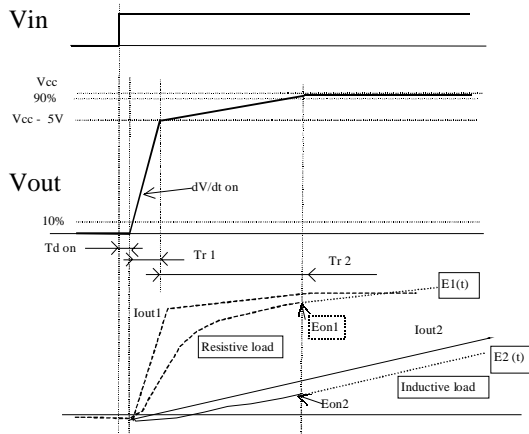 Vin
Vcc
90%
Vcc - 5V
Vout
dV/dt on
10%
Td on
Tr 1
Tr 2
E1(t)
Iout1
Eon1
Resistive load
Iout2
E2 (t)
Inductive load
Eon2